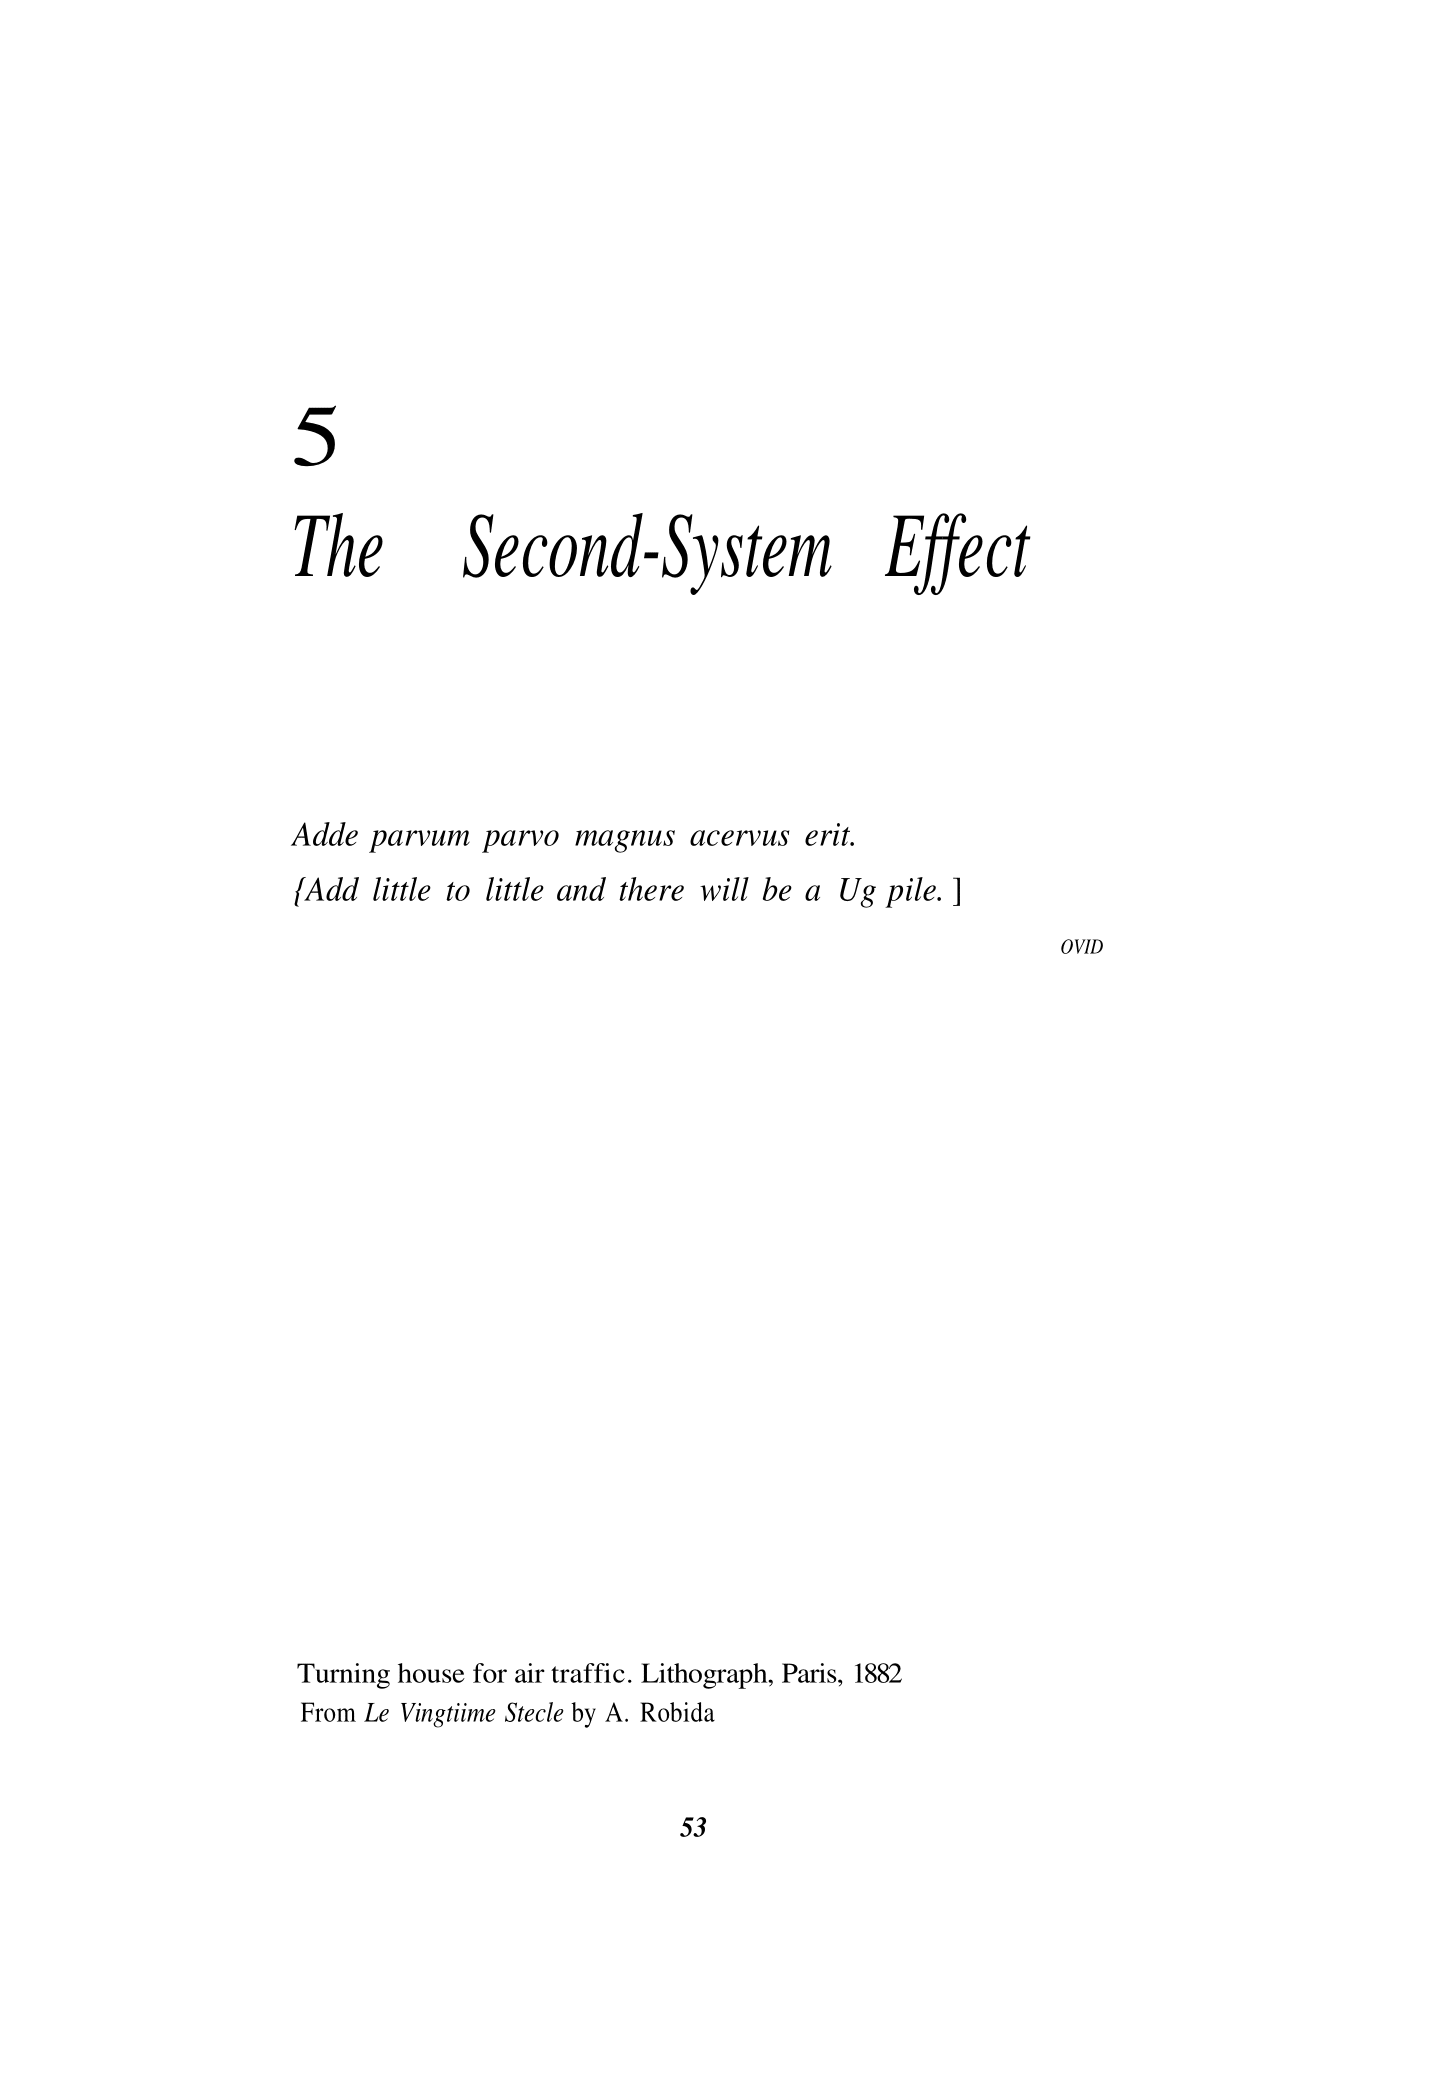 5
The Second-System Effect
Adde parvum parvo magnus acervus erit.
{Add little to little and there will be a Ug pile. ]
OVID
Turning house for air traffic. Lithograph, Paris, 1882
From Le Vingtiime Stecle by A. Robida
53